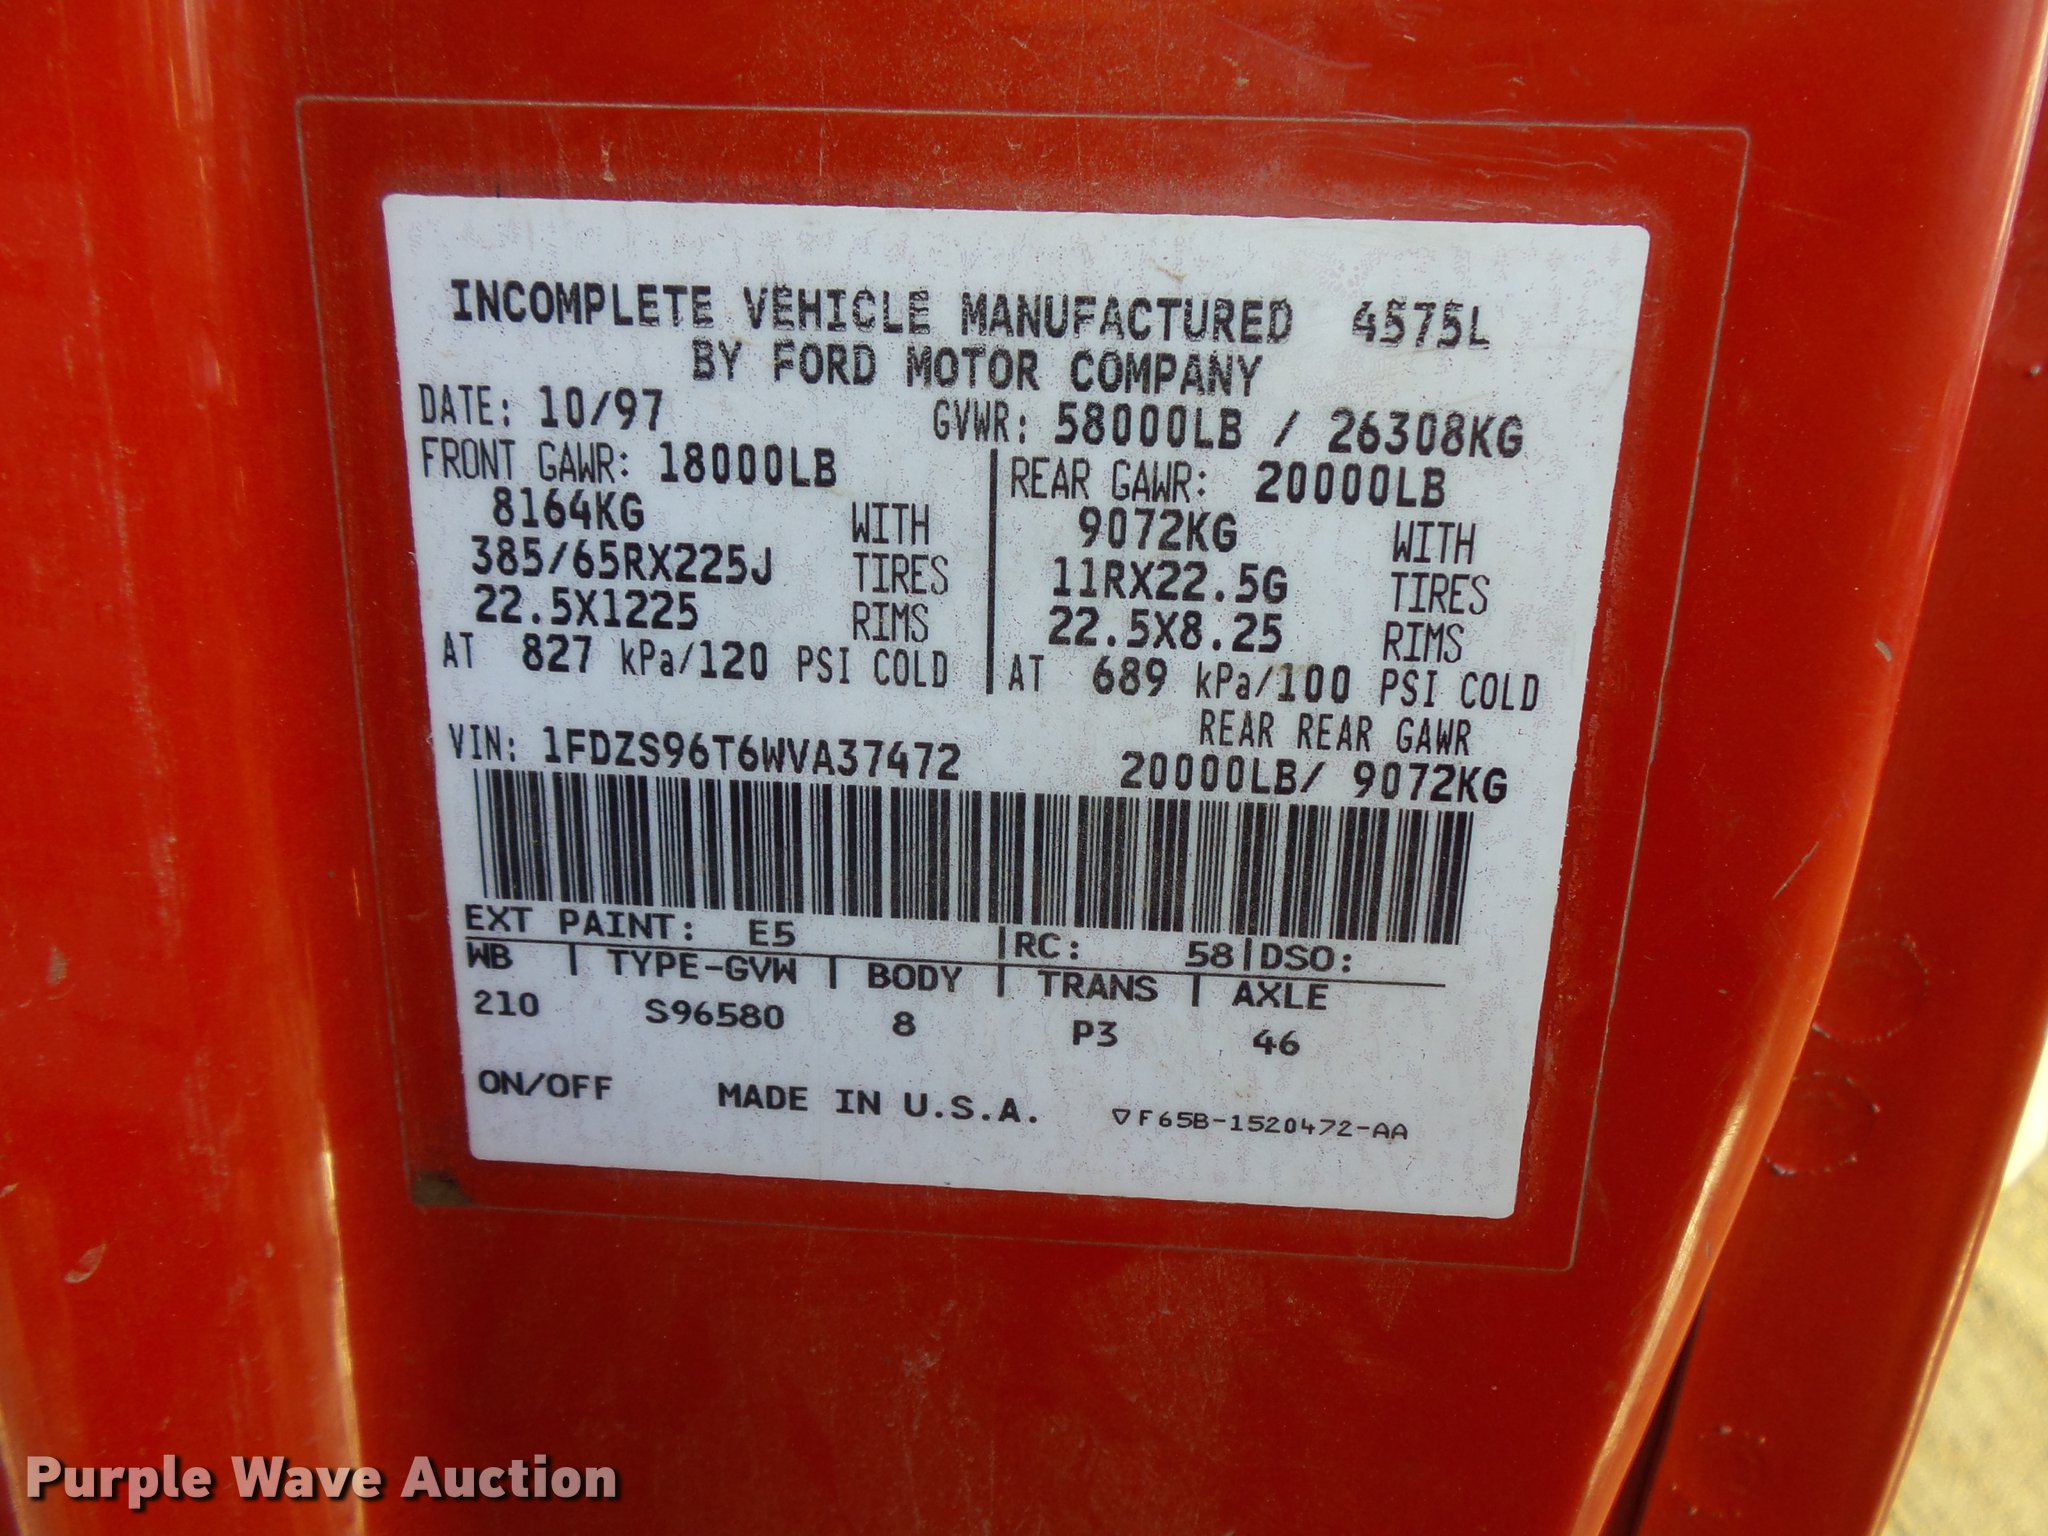 INCOMPLETE VEHICLE MANUFACTURED 4575L
BY FORD MOTOR COMPANY
DATE: 10/97 GVWR: 58000LB / 26308KG
FRONT GAWR: 18000LB REAR GAWR: 20000LB
8164KG WITH 9072KG WITH
385/65RX225J TIRES 11RX22.5G TIRES
22.5X1225 RIMS 22.5X8.25 RIMS
AT 827 kPa/120 PSI COLD AT 689 kPa/100 PSI COLD
REAR REAR GAWR
VIN: 1FDZS96T6WVA37472 20000LB/ 9072KG
EXT PAINT: E5 |RC: 58|DSO:
WB | TYPE-GVW | BODY | TRANS | AXLE
210 S96580 8 P3 46
ON/OFF MADE IN U.S.A. ▽F65B-1520472-AA
Purple Wave Auction